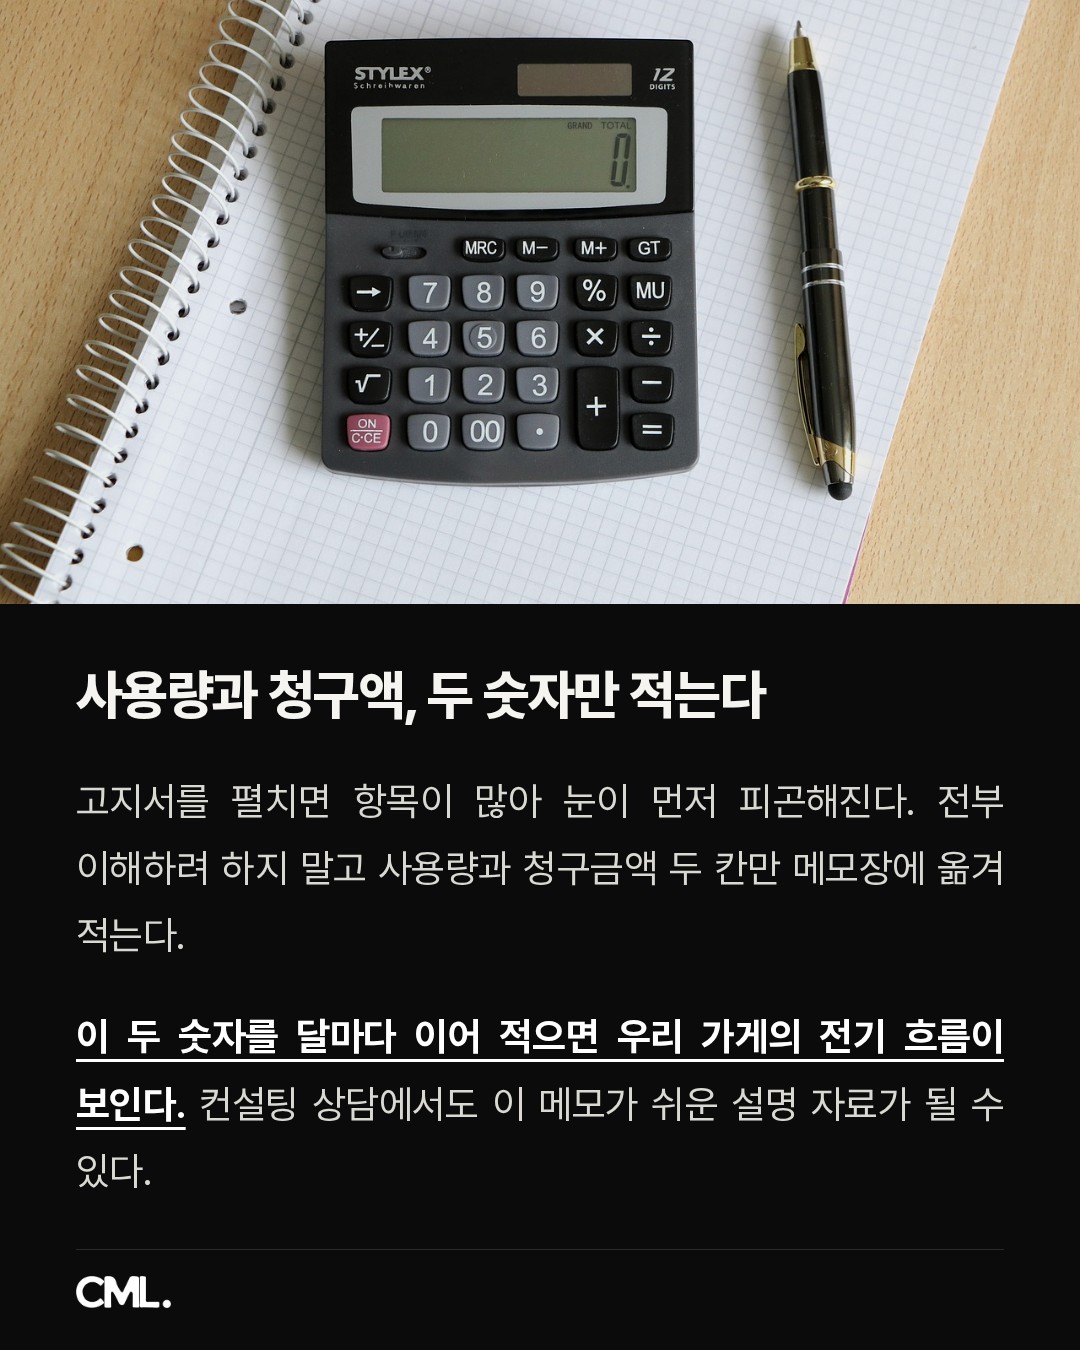 STYLEX®
Schreibwaren
12
DIGITS
GRAND TOTAL
0.
MRC M− M+ GT
→ 7 8 9 % MU
+/− 4 5 6 × ÷
√ 1 2 3 + −
ON
C·CE 0 00 · =
사용량과 청구액, 두 숫자만 적는다
고지서를 펼치면 항목이 많아 눈이 먼저 피곤해진다. 전부
이해하려 하지 말고 사용량과 청구금액 두 칸만 메모장에 옮겨
적는다.
이 두 숫자를 달마다 이어 적으면 우리 가게의 전기 흐름이
보인다. 컨설팅 상담에서도 이 메모가 쉬운 설명 자료가 될 수
있다.
CML.